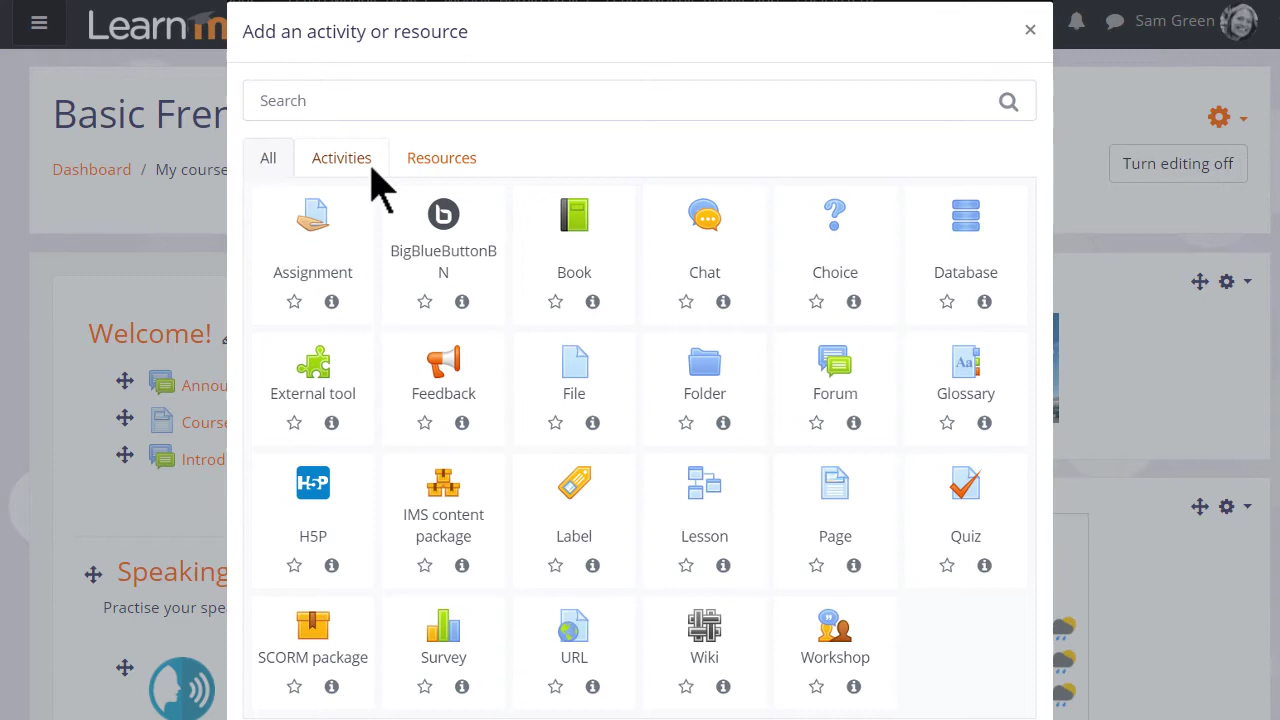 Learn
Sam Green
Add an activity or resource
×
Search
Basic Fren
Dashboard / My course
Turn editing off
All
Activities
Resources
Assignment
BigBlueButtonB
N
Book
Chat
Choice
Database
Welcome!
Annou
Course
Introd
External tool
Feedback
File
Folder
Forum
Aa
Glossary
H5P
H5P
IMS content
package
Label
Lesson
Page
Quiz
Speaking
Practise your spe
SCORM package
Survey
URL
Wiki
Workshop